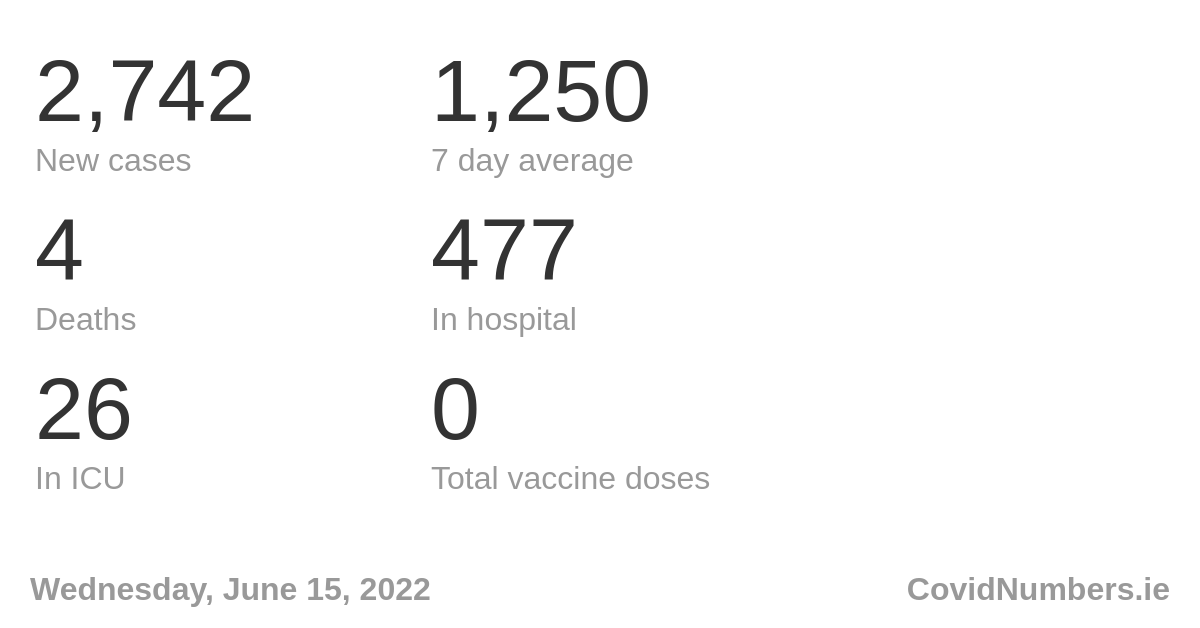 2,742 1,250
New cases 7 day average
4 477
Deaths In hospital
26 0
In ICU Total vaccine doses
Wednesday, June 15, 2022 CovidNumbers.ie